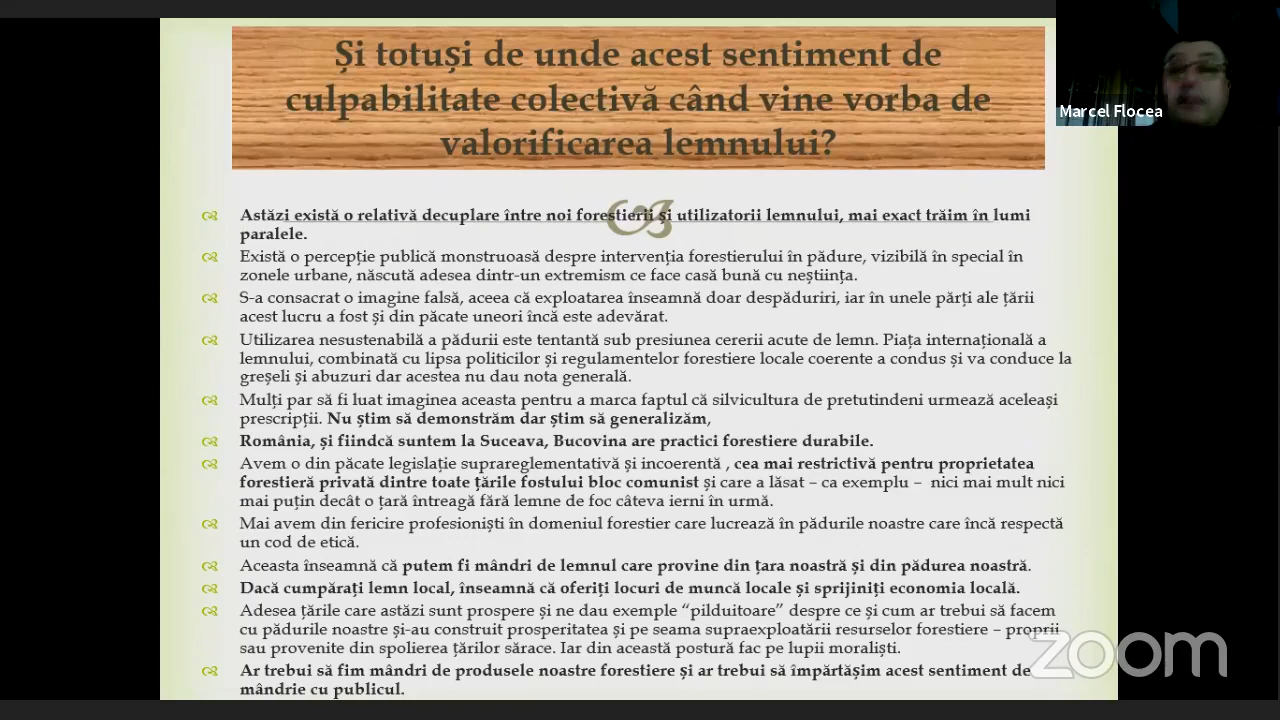 Și totuși de unde acest sentiment de
culpabilitate colectivă când vine vorba de
valorificarea lemnului?
Marcel Flocea
Astăzi există o relativă decuplare între noi forestierii și utilizatorii lemnului, mai exact trăim în lumi
paralele.
Există o percepție publică monstruoasă despre intervenția forestierului în pădure, vizibilă în special în
zonele urbane, născută adesea dintr-un extremism ce face casă bună cu neștiința.
S-a consacrat o imagine falsă, aceea că exploatarea înseamnă doar despăduriri, iar în unele părți ale țării
acest lucru a fost și din păcate uneori încă este adevărat.
Utilizarea nesustenabilă a pădurii este tentantă sub presiunea cererii acute de lemn. Piața internațională a
lemnului, combinată cu lipsa politicilor și regulamentelor forestiere locale coerente a condus și va conduce la
greșeli și abuzuri dar acestea nu dau nota generală.
Mulți par să fi luat imaginea aceasta pentru a marca faptul că silvicultura de pretutindeni urmează aceleași
prescripții. Nu știm să demonstrăm dar știm să generalizăm,
România, și fiindcă suntem la Suceava, Bucovina are practici forestiere durabile.
Avem o din păcate legislație suprareglementativă și incoerentă , cea mai restrictivă pentru proprietatea
forestieră privată dintre toate țările fostului bloc comunist și care a lăsat – ca exemplu – nici mai mult nici
mai puțin decât o țară întreagă fără lemne de foc câteva ierni în urmă.
Mai avem din fericire profesioniști în domeniul forestier care lucrează în pădurile noastre care încă respectă
un cod de etică.
Aceasta înseamnă că putem fi mândri de lemnul care provine din țara noastră și din pădurea noastră.
Dacă cumpărați lemn local, înseamnă că oferiți locuri de muncă locale și sprijiniți economia locală.
Adesea țările care astăzi sunt prospere și ne dau exemple “pilduitoare” despre ce și cum ar trebui să facem
cu pădurile noastre și-au construit prosperitatea și pe seama supraexploatării resurselor forestiere – proprii
sau provenite din spolierea țărilor sărace. Iar din această postură fac pe lupii moraliști.
Ar trebui să fim mândri de produsele noastre forestiere și ar trebui să împărtășim acest sentiment de
mândrie cu publicul.
zoom